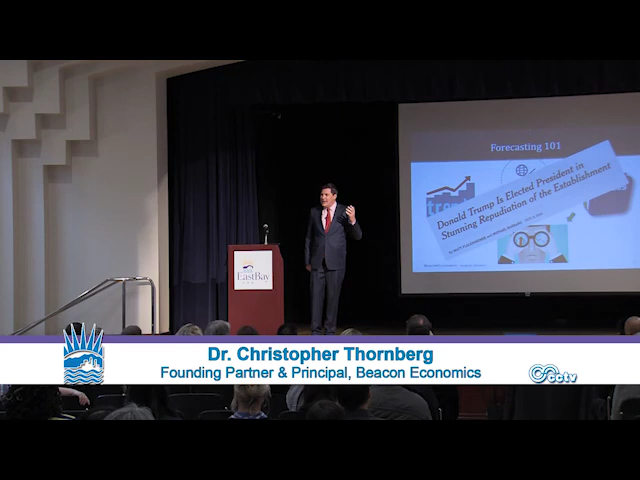 Forecasting 101
Donald Trump Is Elected President in
Stunning Repudiation of the Establishment
EastBay
Dr. Christopher Thornberg
Founding Partner & Principal, Beacon Economics
cctv